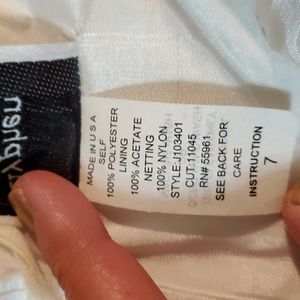 MADE IN U S A
SELF
100% POLYESTER
LINING
100% ACETATE
NETTING
100% NYLON
STYLE:J103401
CUT:11045
RN# 55961
SEE BACK FOR
CARE
INSTRUCTION
7